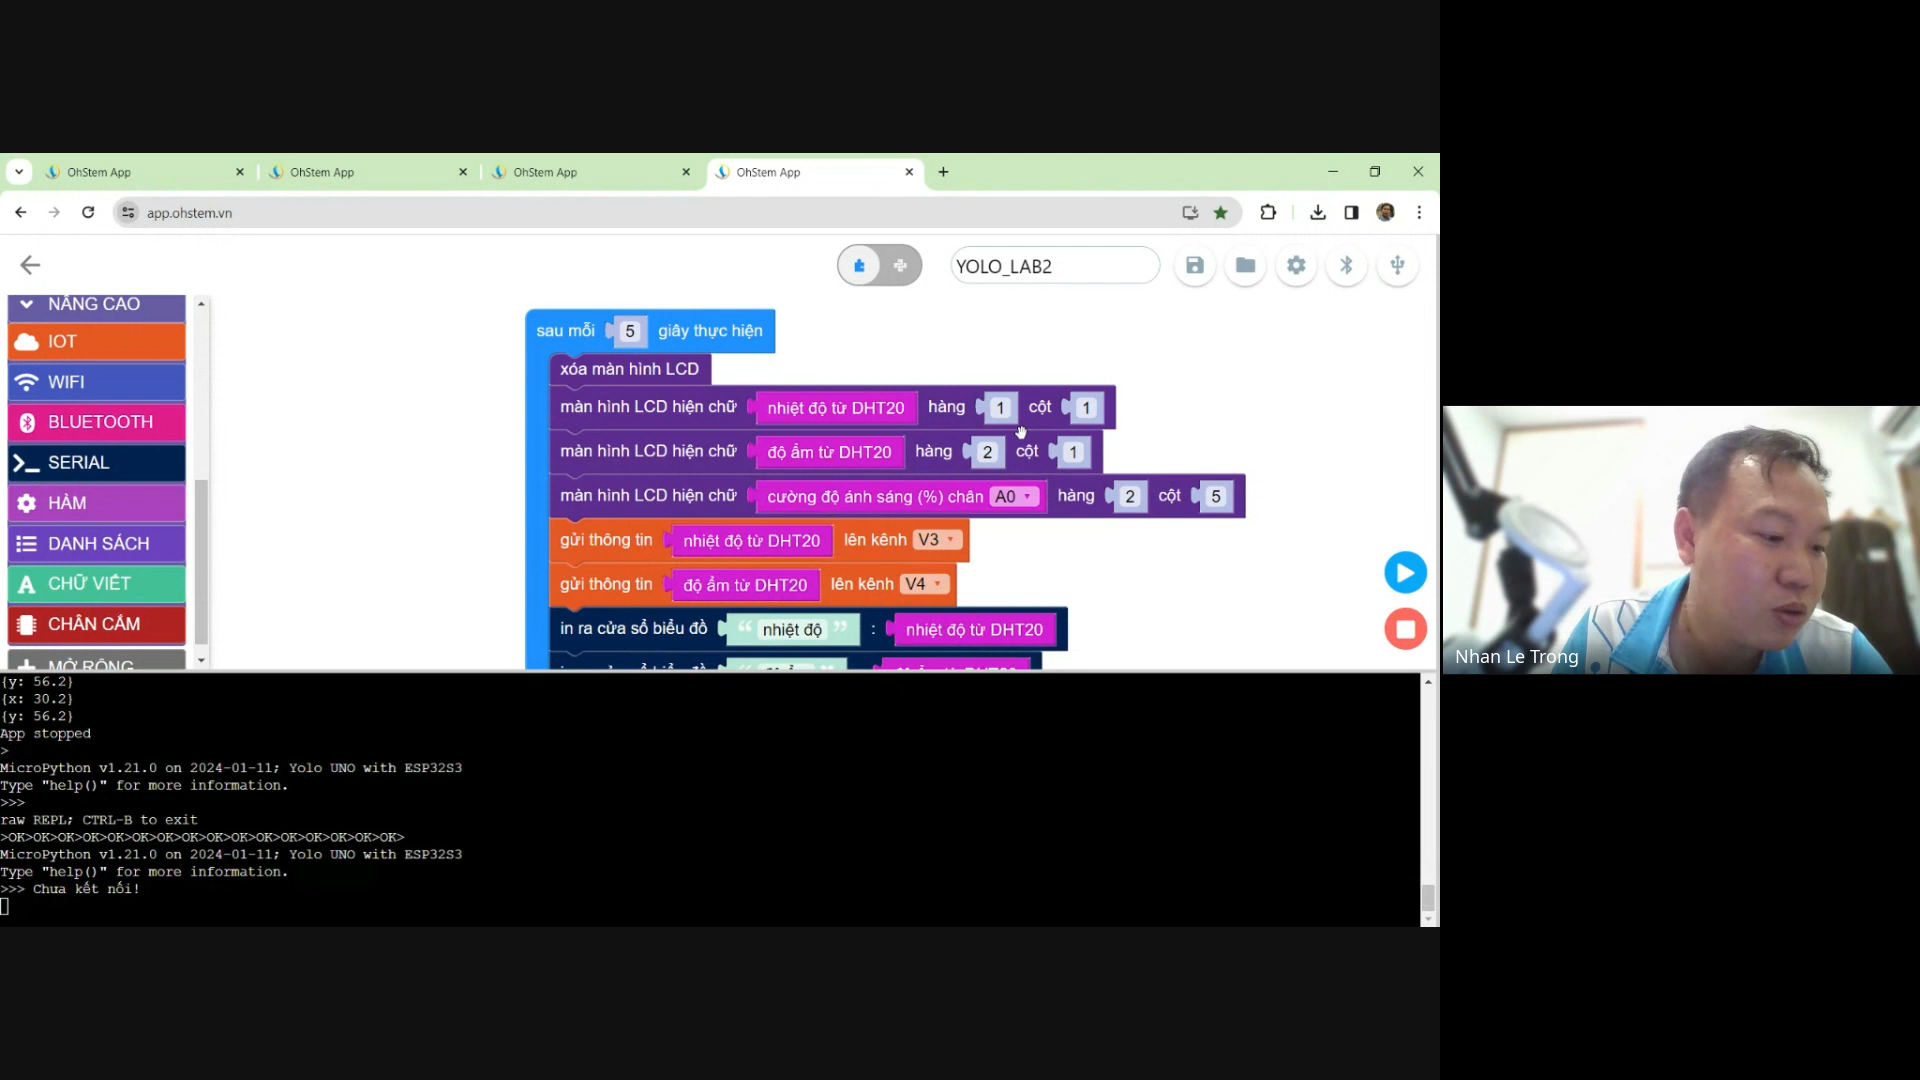 OhStem App
OhStem App
OhStem App
OhStem App
app.ohstem.vn
YOLO_LAB2
NÂNG CAO
IOT
WIFI
BLUETOOTH
SERIAL
HÀM
DANH SÁCH
CHỮ VIẾT
CHÂN CẮM
MỞ RỘNG
sau mỗi 5 giây thực hiện
xóa màn hình LCD
màn hình LCD hiện chữ nhiệt độ từ DHT20 hàng 1 cột 1
màn hình LCD hiện chữ độ ẩm từ DHT20 hàng 2 cột 1
màn hình LCD hiện chữ cường độ ánh sáng (%) chân A0 hàng 2 cột 5
gửi thông tin nhiệt độ từ DHT20 lên kênh V3
gửi thông tin độ ẩm từ DHT20 lên kênh V4
in ra cửa sổ biểu đồ “ nhiệt độ ” : nhiệt độ từ DHT20
{y: 56.2}
{x: 30.2}
{y: 56.2}
App stopped
>
MicroPython v1.21.0 on 2024-01-11; Yolo UNO with ESP32S3
Type "help()" for more information.
>>>
raw REPL; CTRL-B to exit
>OK>OK>OK>OK>OK>OK>OK>OK>OK>OK>OK>OK>OK>OK>OK>OK>
MicroPython v1.21.0 on 2024-01-11; Yolo UNO with ESP32S3
Type "help()" for more information.
>>> Chưa kết nối!
Nhan Le Trong